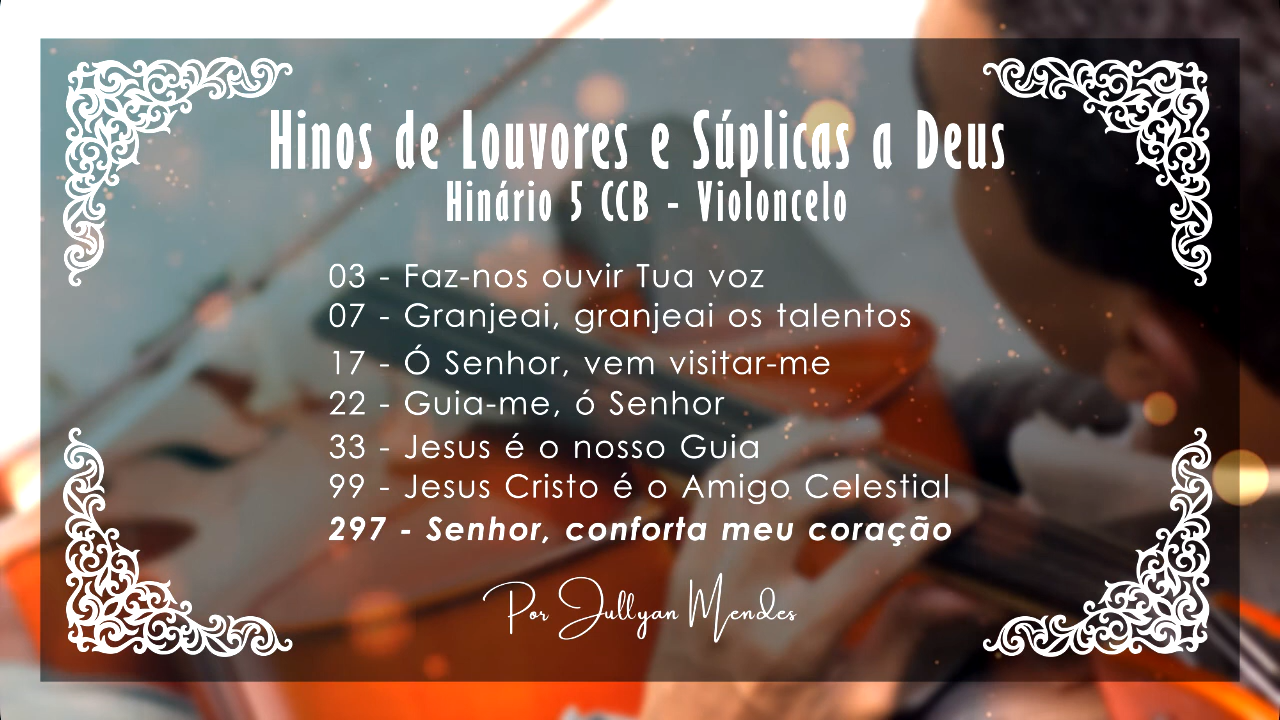 Hinos de Louvores e Súplicas a Deus
Hinário 5 CCB - Violoncelo
03 - Faz-nos ouvir Tua voz
07 - Granjeai, granjeai os talentos
17 - Ó Senhor, vem visitar-me
22 - Guia-me, ó Senhor
33 - Jesus é o nosso Guia
99 - Jesus Cristo é o Amigo Celestial
297 - Senhor, conforta meu coração
Por Jullyan Mendes